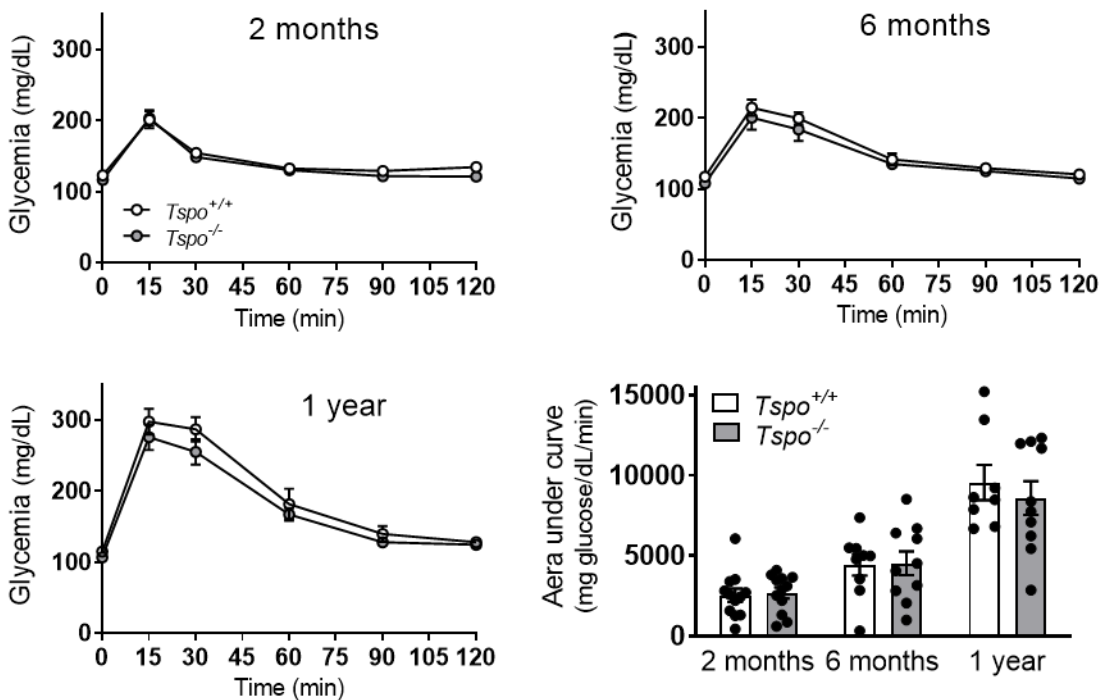 2 months
Glycemia (mg/dL)
300
200
100
0
Tspo+/+
Tspo-/-
0 15 30 45 60 75 90 105 120
Time (min)
6 months
Glycemia (mg/dL)
300
200
100
0
0 15 30 45 60 75 90 105 120
Time (min)
1 year
Glycemia (mg/dL)
300
200
100
0
0 15 30 45 60 75 90 105 120
Time (min)
Aera under curve
(mg glucose/dL/min)
15000
10000
5000
0
Tspo+/+
Tspo-/-
2 months 6 months 1 year